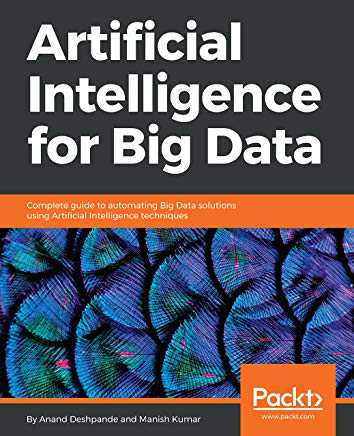 Artificial
Intelligence
for Big Data
Complete guide to automating Big Data solutions
using Artificial Intelligence techniques
Packt>
www.packt.com
By Anand Deshpande and Manish Kumar